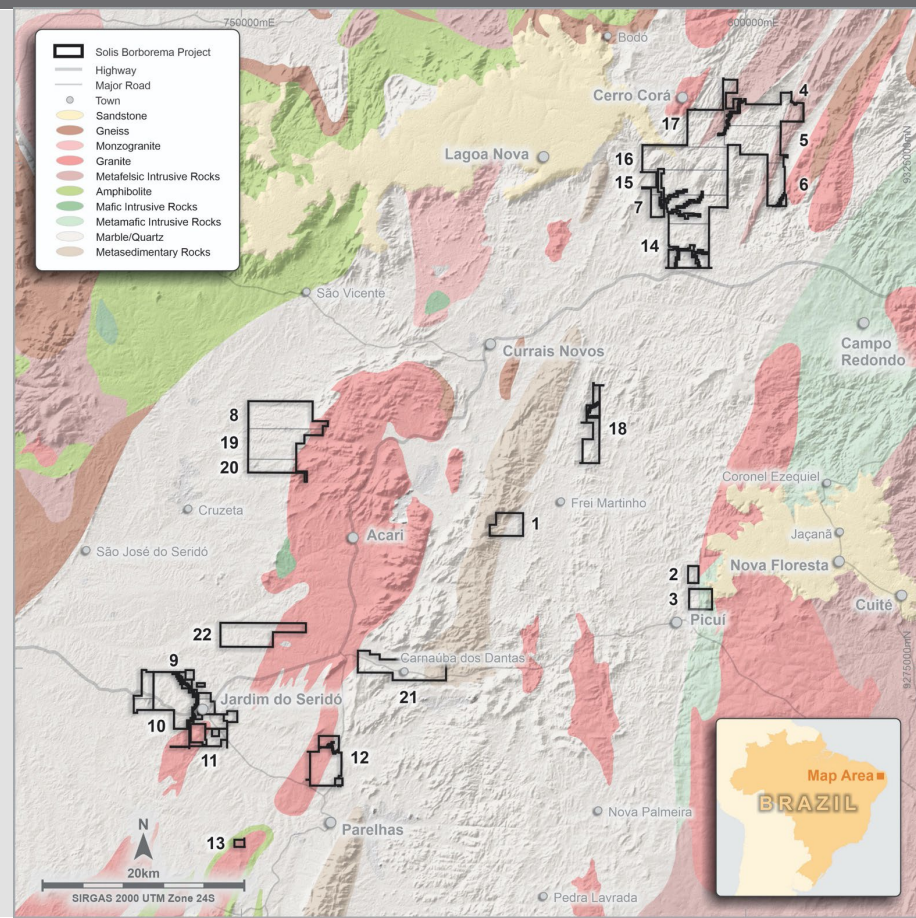 750000mE
800000mE
Solis Borborema Project
Highway
Major Road
Town
Sandstone
Gneiss
Monzogranite
Granite
Metafelsic Intrusive Rocks
Amphibolite
Mafic Intrusive Rocks
Metamafic Intrusive Rocks
Marble/Quartz
Metasedimentary Rocks
Bodó
Cerro Corá
4
17
5
Lagoa Nova
16
15
6
7
14
9325000mN
São Vicente
Currais Novos
Campo
Redondo
8
19
20
18
Coronel Ezequiel
Cruzeta
Frei Martinho
1
Acari
Jaçanã
São José do Seridó
Nova Floresta
2
3
Cuité
Picuí
22
9275000mN
Carnaúba dos Dantas
21
9
Jardim do Seridó
10
11
12
Map Area
BRAZIL
Nova Palmeira
Parelhas
13
N
20km
SIRGAS 2000 UTM Zone 24S
Pedra Lavrada